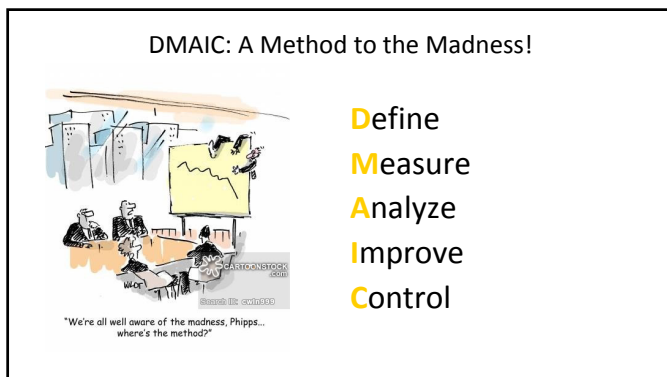 DMAIC: A Method to the Madness!
Define
Measure
Analyze
Improve
Control
WILBUR
CARTOONSTOCK
.com
Search ID: cwln999
"We're all well aware of the madness, Phipps...
where's the method?"